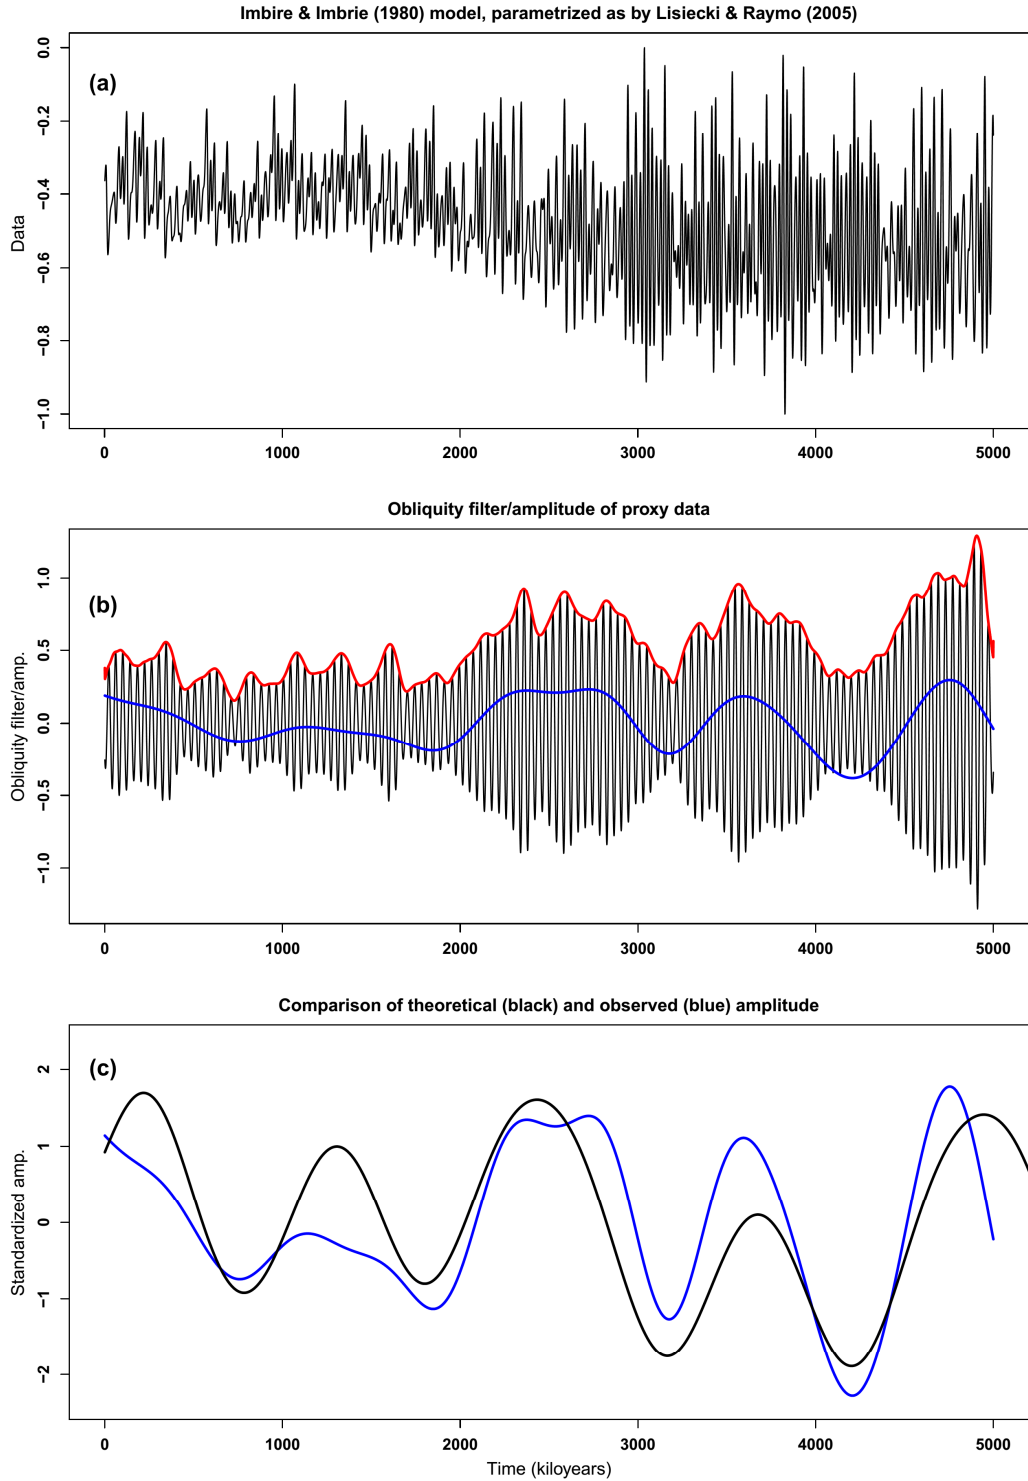 Imbire & Imbrie (1980) model, parametrized as by Lisiecki & Raymo (2005)
(a)
Data
0.0
−0.2
−0.4
−0.6
−0.8
−1.0
0 1000 2000 3000 4000 5000
Obliquity filter/amplitude of proxy data
(b)
Obliquity filter/amp.
1.0
0.5
0.0
−0.5
−1.0
0 1000 2000 3000 4000 5000
Comparison of theoretical (black) and observed (blue) amplitude
(c)
Standardized amp.
2
1
0
−1
−2
0 1000 2000 3000 4000 5000
Time (kiloyears)